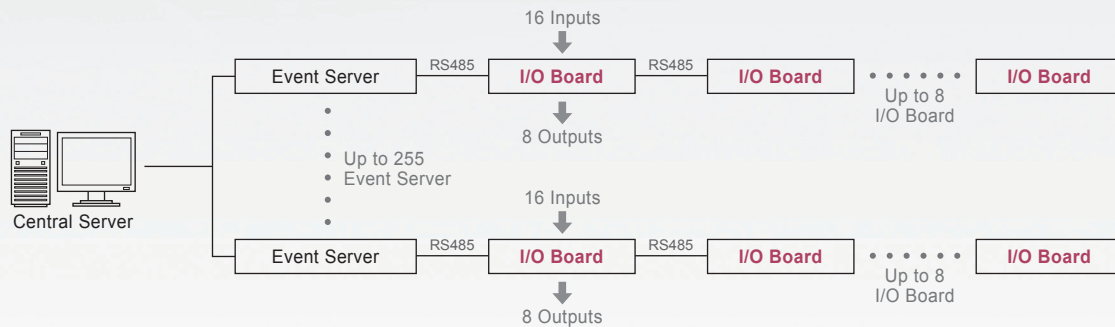 16 Inputs
Event Server RS485 I/O Board RS485 I/O Board I/O Board
Up to 8
I/O Board
8 Outputs
Up to 255
Event Server
Central Server
16 Inputs
Event Server RS485 I/O Board RS485 I/O Board I/O Board
Up to 8
I/O Board
8 Outputs